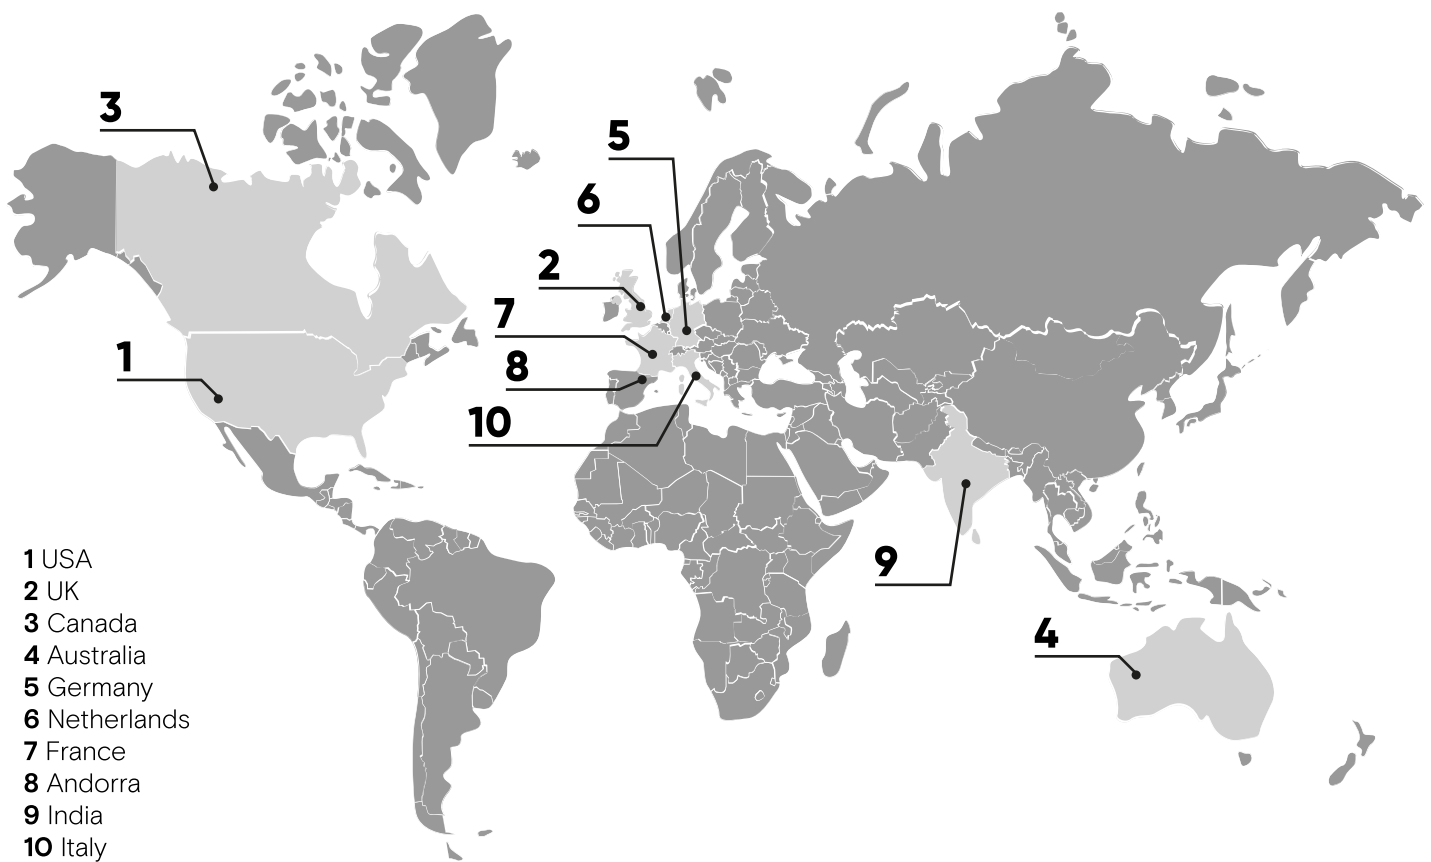 3
5
6
2
7
1
8
10
9
4
1 USA
2 UK
3 Canada
4 Australia
5 Germany
6 Netherlands
7 France
8 Andorra
9 India
10 Italy